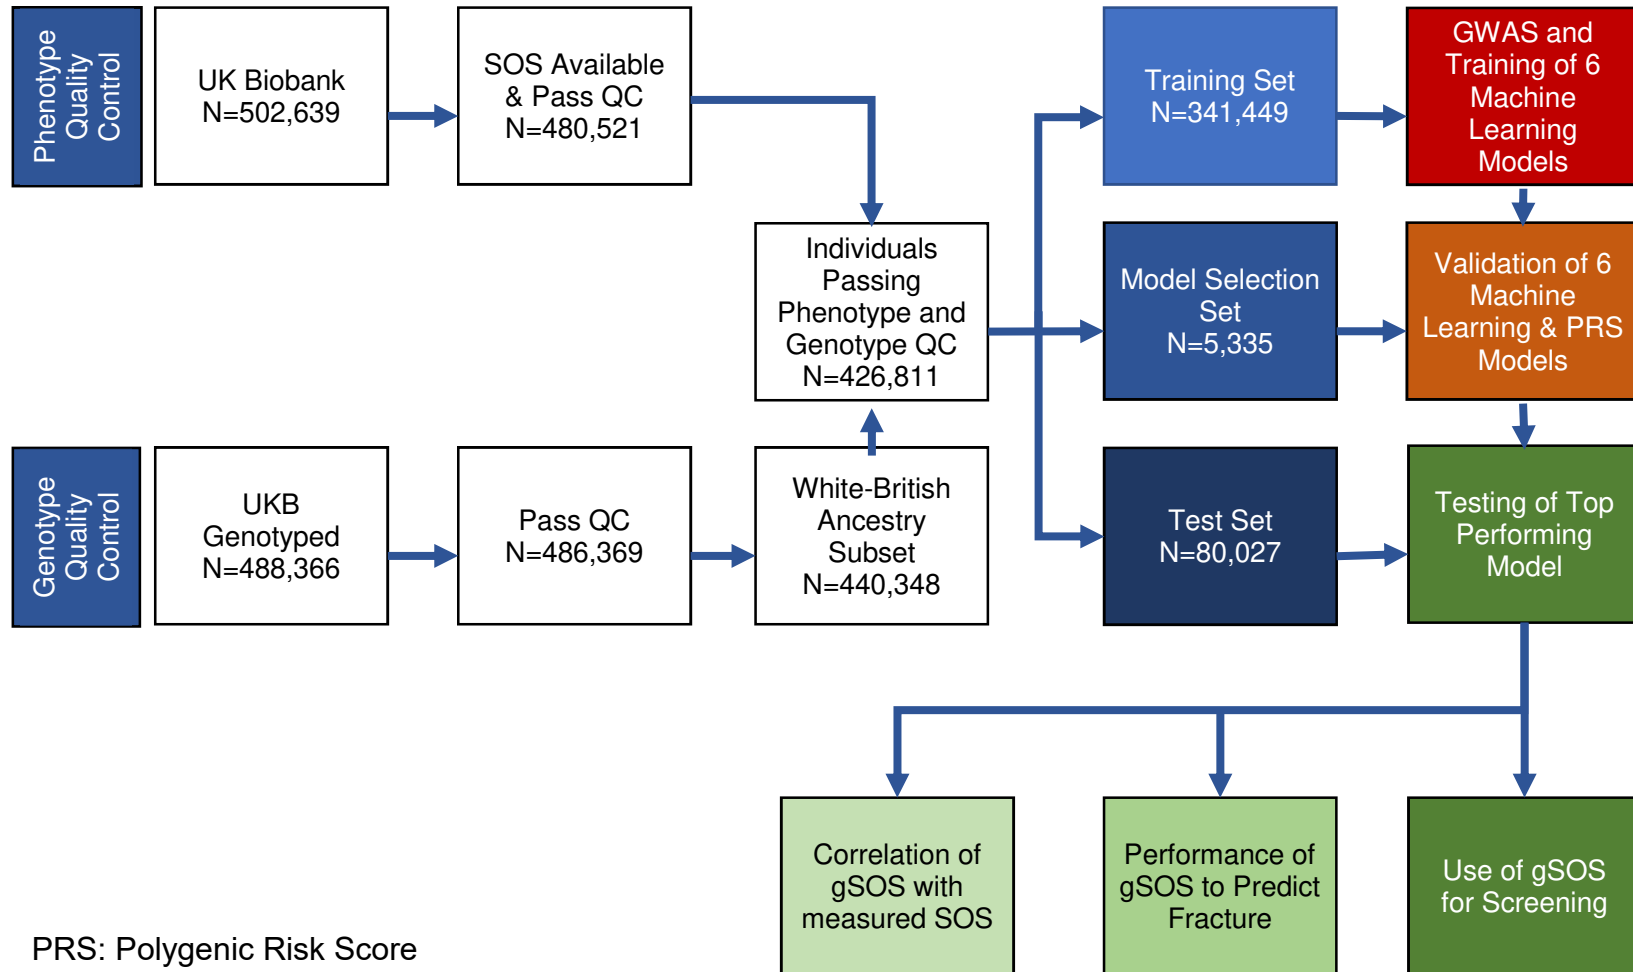 Phenotype
Quality
Control
UK Biobank
N=502,639
SOS Available
& Pass QC
N=480,521
Training Set
N=341,449
GWAS and
Training of 6
Machine
Learning
Models
Individuals
Passing
Phenotype and
Genotype QC
N=426,811
Model Selection
Set
N=5,335
Validation of 6
Machine
Learning & PRS
Models
Genotype
Quality
Control
UKB
Genotyped
N=488,366
Pass QC
N=486,369
White-British
Ancestry
Subset
N=440,348
Test Set
N=80,027
Testing of Top
Performing
Model
Correlation of
gSOS with
measured SOS
Performance of
gSOS to Predict
Fracture
Use of gSOS
for Screening
PRS: Polygenic Risk Score